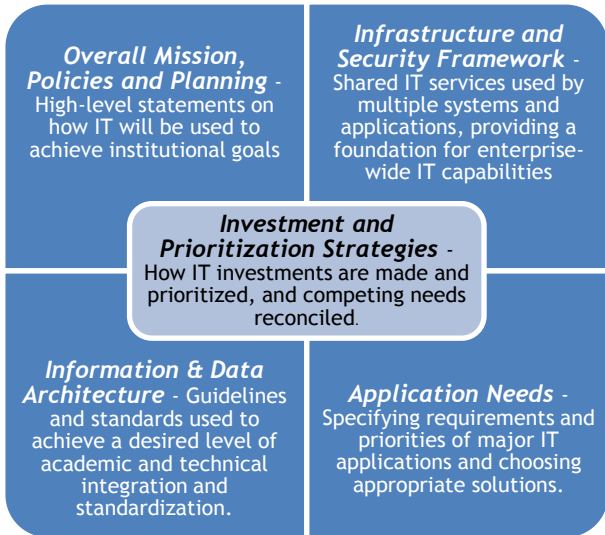 Overall Mission,
Policies and Planning -
High-level statements on
how IT will be used to
achieve institutional goals
Infrastructure and
Security Framework -
Shared IT services used by
multiple systems and
applications, providing a
foundation for enterprise-
wide IT capabilities
Investment and
Prioritization Strategies -
How IT investments are made and
prioritized, and competing needs
reconciled.
Information & Data
Architecture - Guidelines
and standards used to
achieve a desired level of
academic and technical
integration and
standardization.
Application Needs -
Specifying requirements and
priorities of major IT
applications and choosing
appropriate solutions.